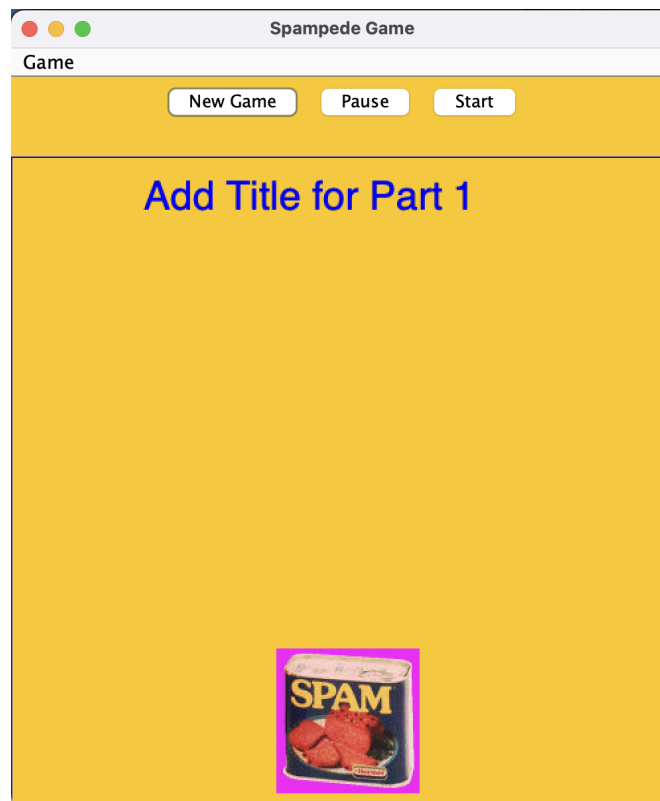 Spampede Game
Game
New Game Pause Start
Add Title for Part 1
SPAM